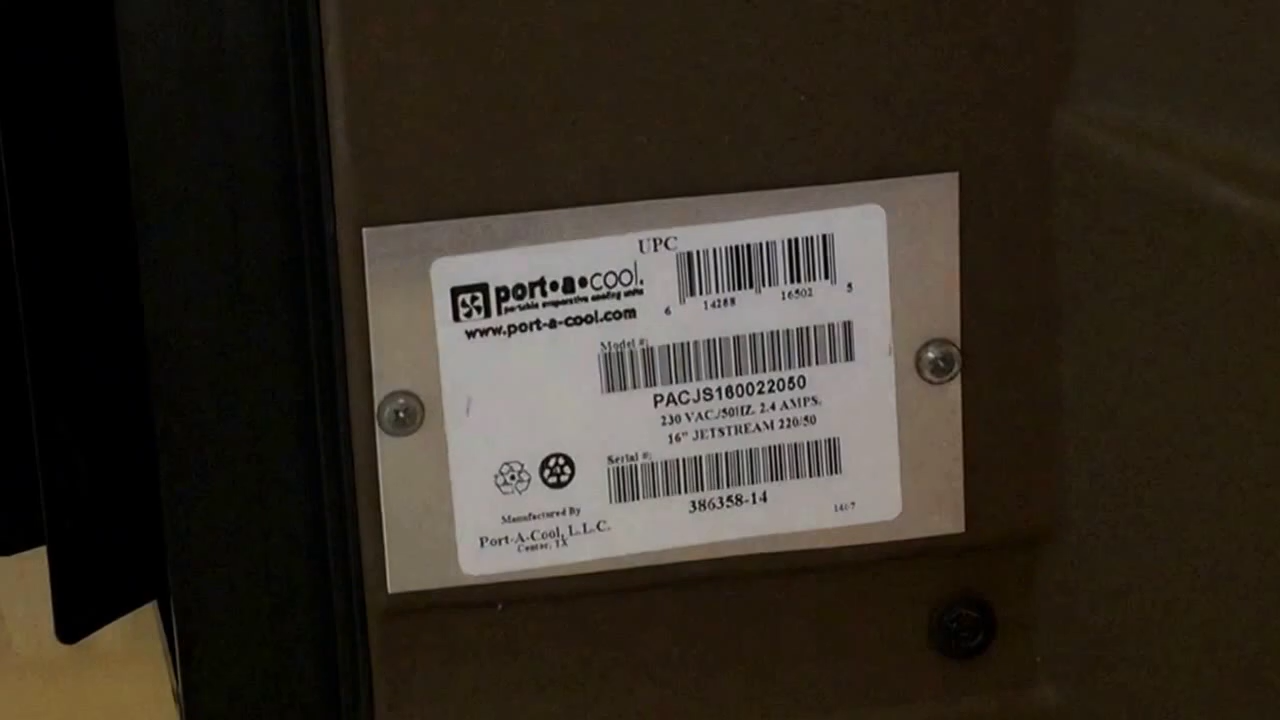 UPC
port•a•cool.
portable evaporative cooling units
www.port-a-cool.com
6 14288 16502 5
Model #:
PACJS160022050
230 VAC./50HZ. 2.4 AMPS.
16" JETSTREAM 220/50
Serial #:
386358-14
Manufactured By
Port-A-Cool, L.L.C.
Center, TX